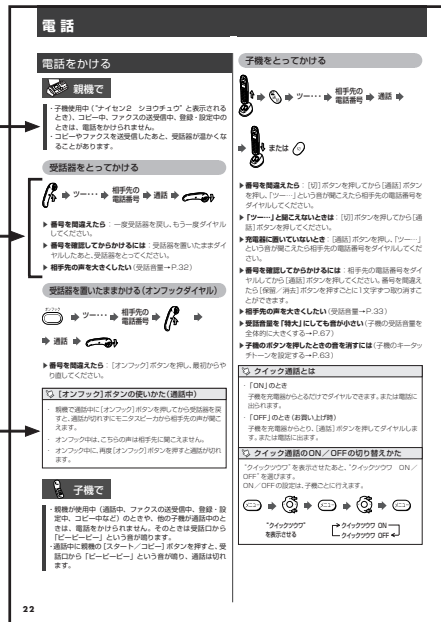 電話
電話をかける
親機で
・子機使用中("ナイセン2 シヨウチュウ"と表示される
とき)、コピー中、ファクスの送受信中、登録・設定中の
ときは、電話をかけられません。
・コピーやファクスを送受信したあと、受話器が温かくな
ることがあります。
受話器をとってかける
ツー・・・
相手先の
電話番号
通話
▶ 番号を間違えたら：一度受話器を戻し、もう一度ダイヤル
してください。
▶ 番号を確認してからかけるには：受話器を置いたままダイ
ヤルしたあと、受話器をとってください。
▶ 相手先の声を大きくしたい(受話音量→P.32)
受話器を置いたままかける(オンフックダイヤル)
オンフック
ツー・・・
相手先の
電話番号
通話
▶ 番号を間違えたら：[オンフック]ボタンを押し、最初からや
り直してください。
[オンフック]ボタンの使いかた(通話中)
・ 親機で通話中に[オンフック]ボタンを押してから受話器を戻
すと、通話が切れずにモニタスピーカから相手先の声が聞こ
えます。
・ オンフック中は、こちらの声は相手先に聞こえません。
・ オンフック中に、再度[オンフック]ボタンを押すと通話が切れ
ます。
子機で
・親機が使用中(通話中、ファクスの送受信中、登録・設
定中、コピー中など)のときや、他の子機が通話中のと
きは、電話をかけられません。そのときは受話口から
「ピーピーピー」という音が鳴ります。
・通話中に親機の[スタート/コピー]ボタンを押すと、受
話口から「ピーピーピー」という音が鳴り、通話は切れ
ます。
子機をとってかける
ツー・・・
相手先の
電話番号
通話
または
▶ 番号を間違えたら：[切]ボタンを押してから[通話]ボタン
を押し、「ツー…」という音が聞こえたら相手先の電話番号を
ダイヤルしてください。
▶ 「ツー…」と聞こえないときは：[切]ボタンを押してから[通
話]ボタンを押してください。
▶ 充電器に置いていないとき：[通話]ボタンを押し、「ツー…」
という音が聞こえたら相手先の電話番号をダイヤルしてくださ
い。
▶ 番号を確認してからかけるには：相手先の電話番号をダイ
ヤルしてから[通話]ボタンを押してください。番号を間違え
たら[保留/消去]ボタンを押すごとに1文字ずつ取り消すこ
とができます。
▶ 相手先の声を大きくしたい(受話音量→P.33)
▶ 受話音量を「特大」にしても音が小さい(子機の受話音量を
全体的に大きくする→P.67)
▶ 子機のボタンを押したときの音を消すには(子機のキータッ
チトーンを設定する→P.63)
クイック通話とは
・ 「ON」のとき
子機を充電器からとるだけでダイヤルできます。または電話に
出られます。
・ 「OFF」のとき(お買い上げ時)
子機を充電器からとり、[通話]ボタンを押してダイヤルしま
す。または電話に出ます。
クイック通話のON/OFFの切り替えかた
"クイックツウワ"を表示させたあと、"クイックツウワ ON/
OFF"を選びます。
ON/OFFの設定は、子機ごとに行えます。
"クイックツウワ"
を表示させる
クイックツウワ ON
クイックツウワ OFF
22